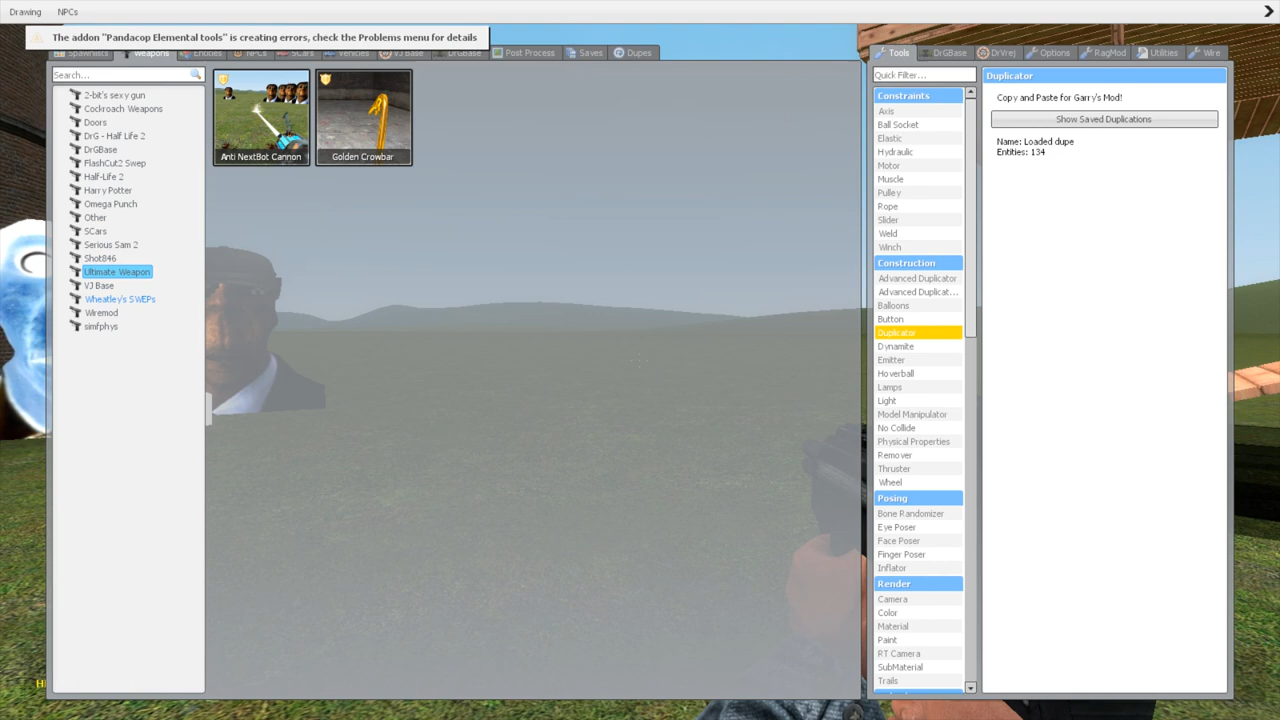 Drawing NPCs
The addon "Pandacop Elemental tools" is creating errors, check the Problems menu for details
Spawnlists Weapons Entities NPCs SCars Vehicles VJ Base DrGBase Post Process Saves Dupes
Search...
2-bit's sexy gun
Cockroach Weapons
Doors
DrG - Half Life 2
DrGBase
FlashCut2 Swep
Half-Life 2
Harry Potter
Omega Punch
Other
SCars
Serious Sam 2
Shot846
Ultimate Weapon
VJ Base
Wheatley's SWEPs
Wiremod
simfphys
Anti NextBot Cannon
Golden Crowbar
Tools DrGBase DrVrej Options RagMod Utilities Wire
Quick Filter...
Constraints
Axis
Ball Socket
Elastic
Hydraulic
Motor
Muscle
Pulley
Rope
Slider
Weld
Winch
Construction
Advanced Duplicator
Advanced Duplicat...
Balloons
Button
Duplicator
Dynamite
Emitter
Hoverball
Lamps
Light
Model Manipulator
No Collide
Physical Properties
Remover
Thruster
Wheel
Posing
Bone Randomizer
Eye Poser
Face Poser
Finger Poser
Inflator
Render
Camera
Color
Material
Paint
RT Camera
SubMaterial
Trails
Duplicator
Copy and Paste for Garry's Mod!
Show Saved Duplications
Name: Loaded dupe
Entities: 134